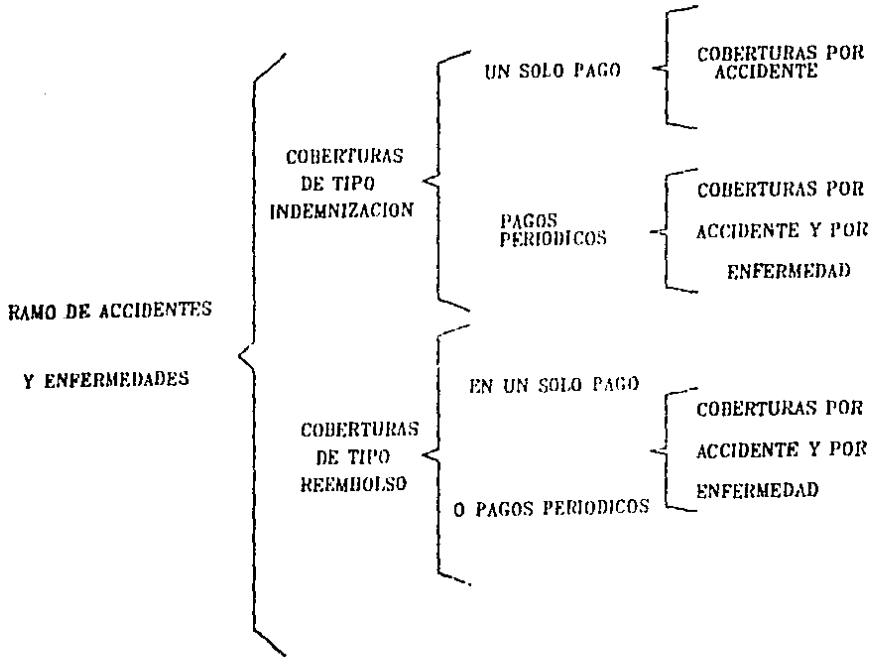 RAMO DE ACCIDENTES
Y ENFERMEDADES
COBERTURAS
DE TIPO
INDEMNIZACION
UN SOLO PAGO
COBERTURAS POR
ACCIDENTE
PAGOS
PERIODICOS
COBERTURAS POR
ACCIDENTE Y POR
ENFERMEDAD
COBERTURAS
DE TIPO
REEMBOLSO
EN UN SOLO PAGO
O PAGOS PERIODICOS
COBERTURAS POR
ACCIDENTE Y POR
ENFERMEDAD